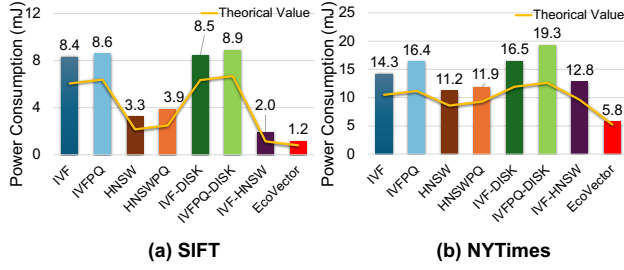 Theorical Value
Power Consumption (mJ)
12
8
4
0
8.4
8.6
3.3
3.9
8.5
8.9
2.0
1.2
IVF
IVFPQ
HNSW
HNSWPQ
IVF-DISK
IVFPQ-DISK
IVF-HNSW
EcoVector
(a) SIFT
Theorical Value
Power Consumption (mJ)
25
20
15
10
5
0
14.3
16.4
11.2
11.9
16.5
19.3
12.8
5.8
IVF
IVFPQ
HNSW
HNSWPQ
IVF-DISK
IVFPQ-DISK
IVF-HNSW
EcoVector
(b) NYTimes